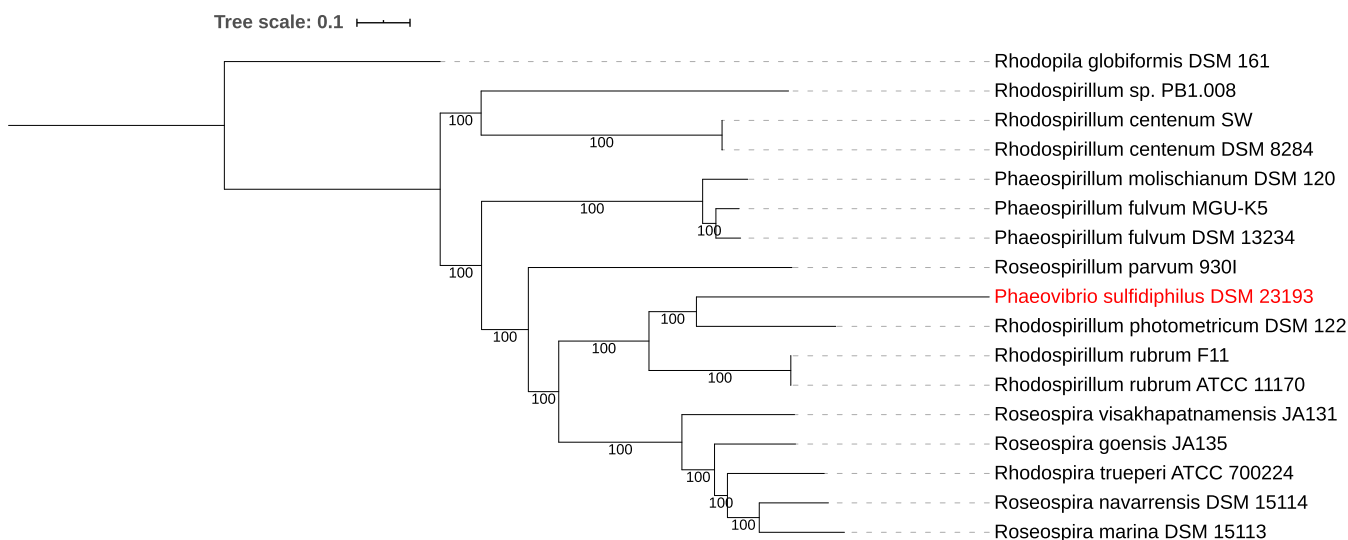 Tree scale: 0.1
Rhodopila globiformis DSM 161
Rhodospirillum sp. PB1.008
100
Rhodospirillum centenum SW
100
Rhodospirillum centenum DSM 8284
Phaeospirillum molischianum DSM 120
100
Phaeospirillum fulvum MGU-K5
100
Phaeospirillum fulvum DSM 13234
100
Roseospirillum parvum 930I
Phaeovibrio sulfidiphilus DSM 23193
100
Rhodospirillum photometricum DSM 122
100
100
Rhodospirillum rubrum F11
100
Rhodospirillum rubrum ATCC 11170
100
Roseospira visakhapatnamensis JA131
Roseospira goensis JA135
100
Rhodospira trueperi ATCC 700224
100
Roseospira navarrensis DSM 15114
100
100
Roseospira marina DSM 15113